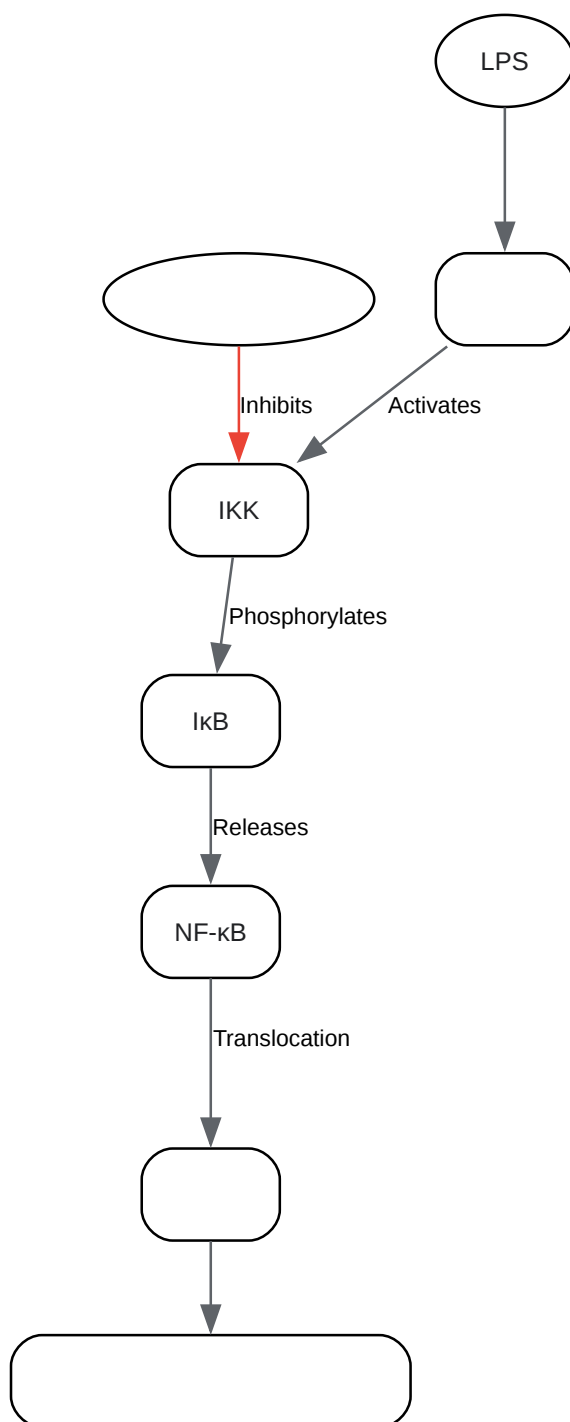 LPS
Inhibits
Activates
IKK
Phosphorylates
IκB
Releases
NF-κB
Translocation